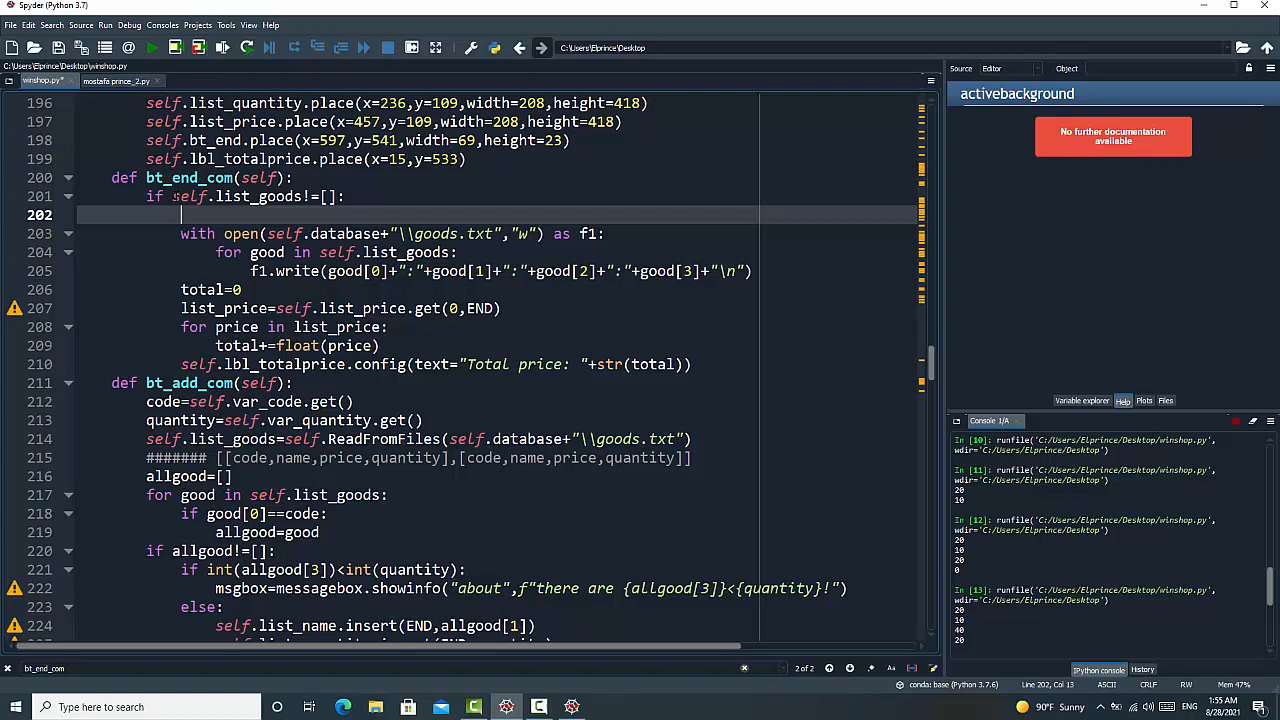 Spyder (Python 3.7)
File Edit Search Source Run Debug Consoles Projects Tools View Help
C:\Users\Elprince\Desktop
C:\Users\Elprince\Desktop\winshop.py
winshop.py* mostafa prince_2.py
Source Editor Object
196 self.list_quantity.place(x=236,y=109,width=208,height=418)
197 self.list_price.place(x=457,y=109,width=208,height=418)
198 self.bt_end.place(x=597,y=541,width=69,height=23)
199 self.lbl_totalprice.place(x=15,y=533)
200 def bt_end_com(self):
201 if self.list_goods!=[]:
202
203 with open(self.database+"\\goods.txt","w") as f1:
204 for good in self.list_goods:
205 f1.write(good[0]+":"+good[1]+":"+good[2]+":"+good[3]+"\n")
206 total=0
207 list_price=self.list_price.get(0,END)
208 for price in list_price:
209 total+=float(price)
210 self.lbl_totalprice.config(text="Total price: "+str(total))
211 def bt_add_com(self):
212 code=self.var_code.get()
213 quantity=self.var_quantity.get()
214 self.list_goods=self.ReadFromFiles(self.database+"\\goods.txt")
215 ####### [[code,name,price,quantity],[code,name,price,quantity]]
216 allgood=[]
217 for good in self.list_goods:
218 if good[0]==code:
219 allgood=good
220 if allgood!=[]:
221 if int(allgood[3])<int(quantity):
222 msgbox=messagebox.showinfo("about",f"there are {allgood[3]}<{quantity}!")
223 else:
224 self.list_name.insert(END,allgood[1])
activebackground
No further documentation
available
Variable explorer Help Plots Files
Console 1/A
In [10]: runfile('C:/Users/Elprince/Desktop/winshop.py',
wdir='C:/Users/Elprince/Desktop')
In [11]: runfile('C:/Users/Elprince/Desktop/winshop.py',
wdir='C:/Users/Elprince/Desktop')
20
10
In [12]: runfile('C:/Users/Elprince/Desktop/winshop.py',
wdir='C:/Users/Elprince/Desktop')
20
10
20
0
In [13]: runfile('C:/Users/Elprince/Desktop/winshop.py',
wdir='C:/Users/Elprince/Desktop')
20
10
40
20
IPython console History
bt_end_com 2 of 2 Aa
conda: base (Python 3.7.6) Line 202, Col 13 ASCII CRLF RW Mem 47%
Type here to search
90°F Sunny ENG 1:55 AM
8/28/2021